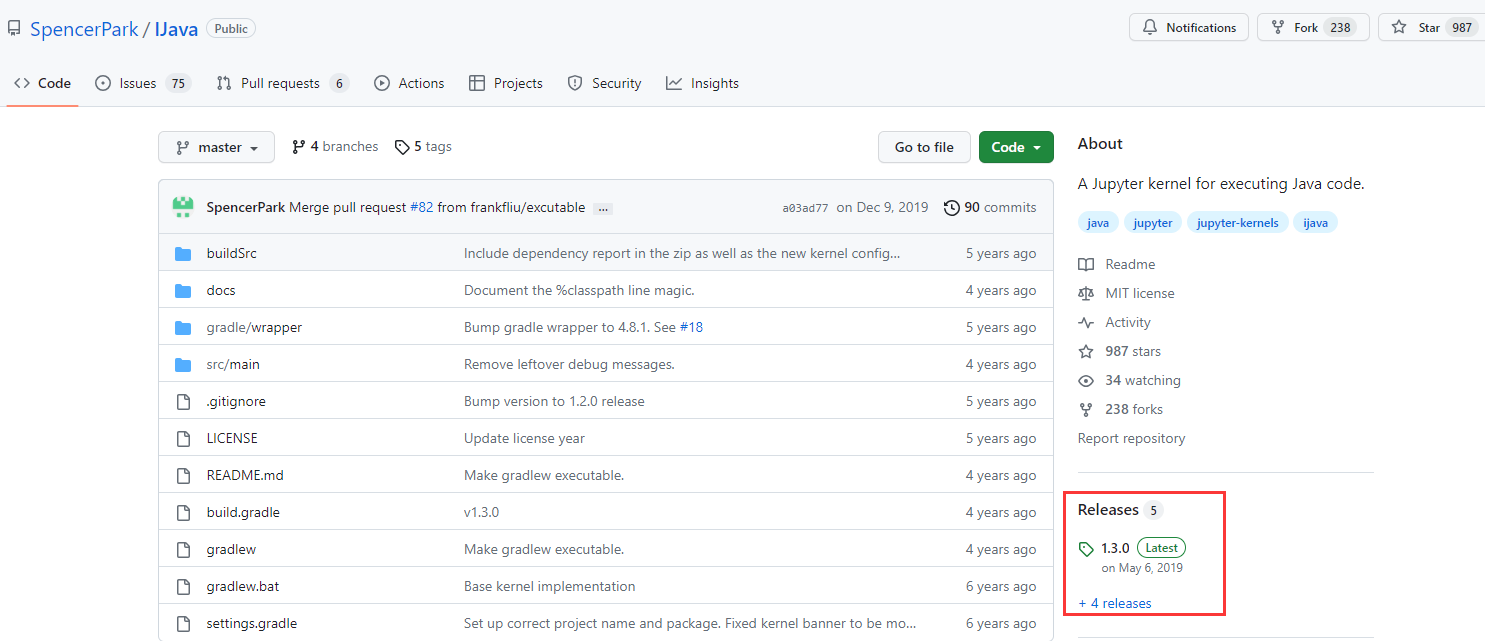 SpencerPark / IJava Public Notifications Fork 238 Star 987
Code Issues 75 Pull requests 6 Actions Projects Security Insights
master 4 branches 5 tags Go to file Code
SpencerPark Merge pull request #82 from frankfliu/excutable ... a03ad77 on Dec 9, 2019 90 commits
buildSrc Include dependency report in the zip as well as the new kernel config... 5 years ago
docs Document the %classpath line magic. 4 years ago
gradle/wrapper Bump gradle wrapper to 4.8.1. See #18 5 years ago
src/main Remove leftover debug messages. 4 years ago
.gitignore Bump version to 1.2.0 release 5 years ago
LICENSE Update license year 5 years ago
README.md Make gradlew executable. 4 years ago
build.gradle v1.3.0 4 years ago
gradlew Make gradlew executable. 4 years ago
gradlew.bat Base kernel implementation 6 years ago
settings.gradle Set up correct project name and package. Fixed kernel banner to be mo... 6 years ago
About
A Jupyter kernel for executing Java code.
java jupyter jupyter-kernels ijava
Readme
MIT license
Activity
987 stars
34 watching
238 forks
Report repository
Releases 5
1.3.0 Latest
on May 6, 2019
+ 4 releases